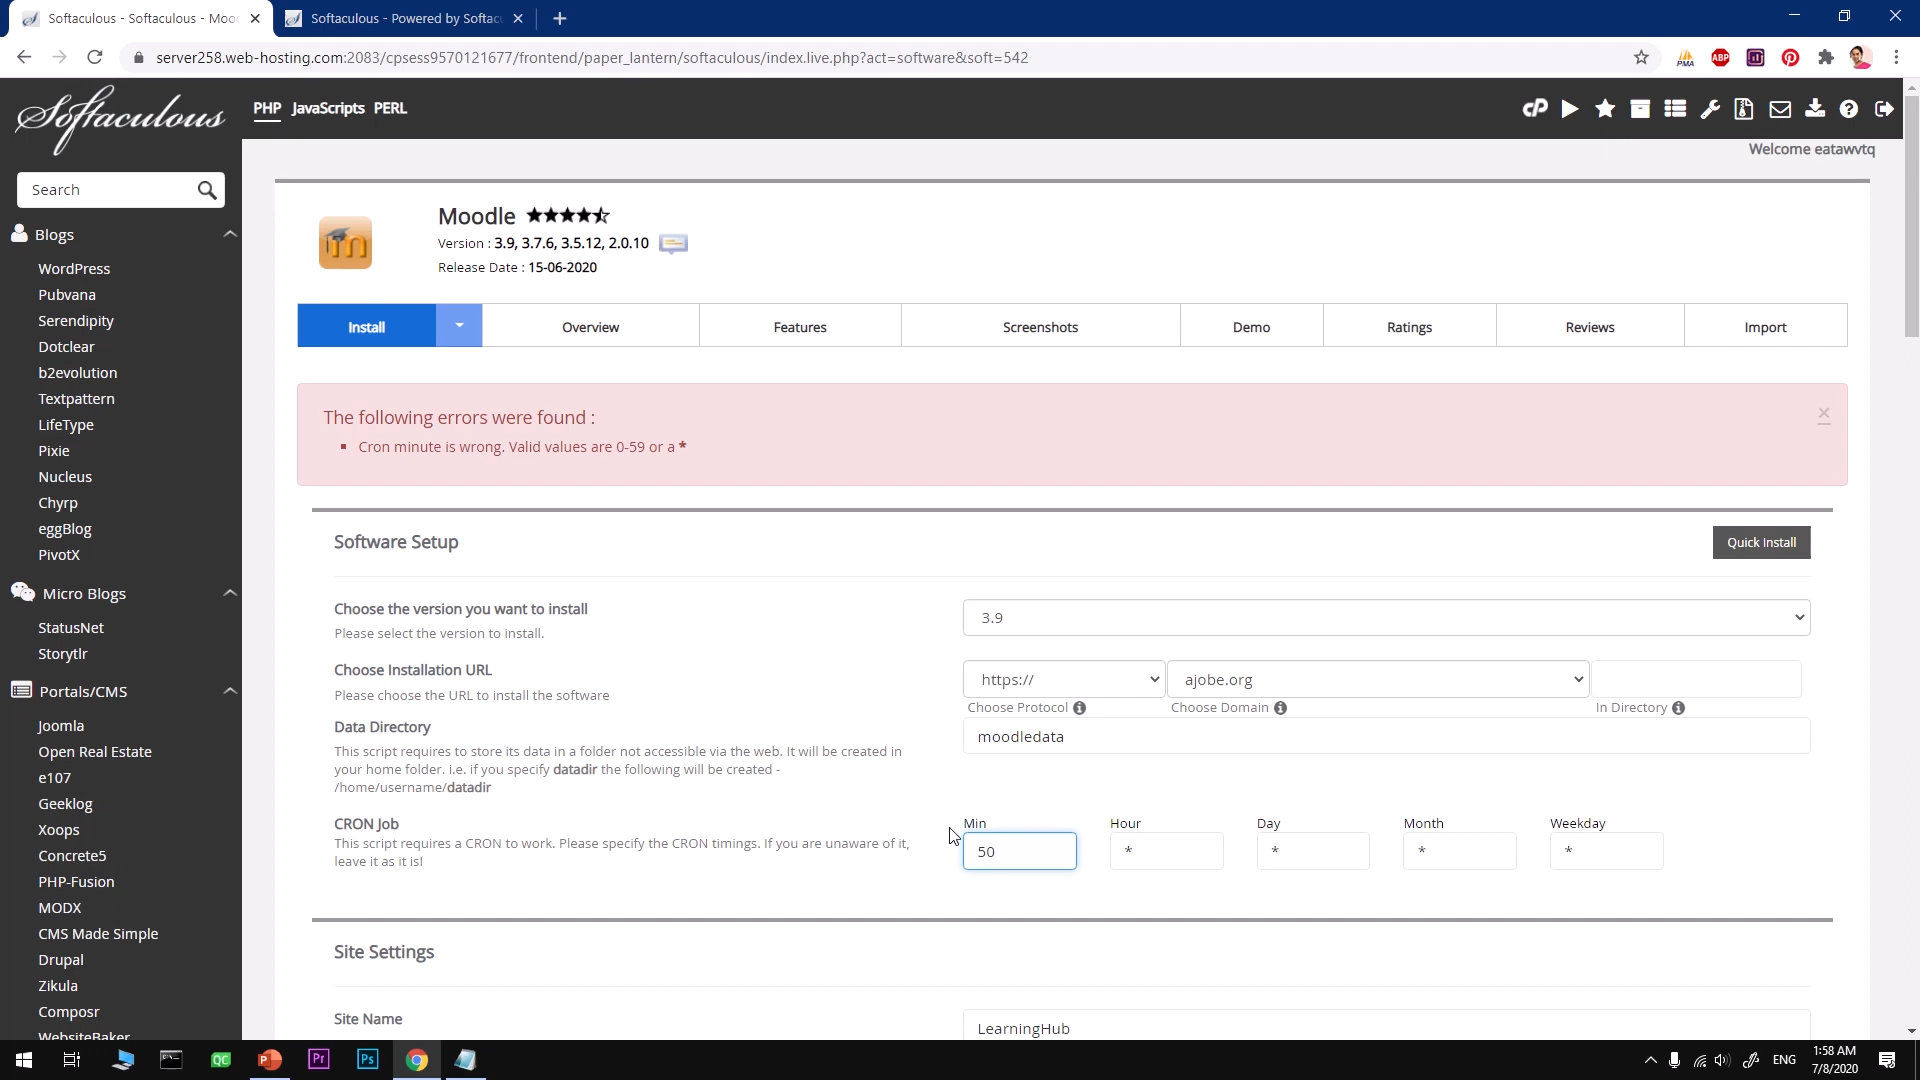 Softaculous - Softaculous - Mood
Softaculous - Powered by Softac
server258.web-hosting.com:2083/cpsess9570121677/frontend/paper_lantern/softaculous/index.live.php?act=software&soft=542
PMA
ABP
Softaculous
PHP JavaScripts PERL
cP
Welcome eatawvtq
Search
Blogs
WordPress
Pubvana
Serendipity
Dotclear
b2evolution
Textpattern
LifeType
Pixie
Nucleus
Chyrp
eggBlog
PivotX
Micro Blogs
StatusNet
Storytlr
Portals/CMS
Joomla
Open Real Estate
e107
Geeklog
Xoops
Concrete5
PHP-Fusion
MODX
CMS Made Simple
Drupal
Zikula
Composr
WebsiteBaker
m
Moodle
Version : 3.9, 3.7.6, 3.5.12, 2.0.10
Release Date : 15-06-2020
Install Overview Features Screenshots Demo Ratings Reviews Import
The following errors were found :
Cron minute is wrong. Valid values are 0-59 or a *
Software Setup
Quick Install
Choose the version you want to install
Please select the version to install.
3.9
Choose Installation URL
Please choose the URL to install the software
https://
ajobe.org
Choose Protocol
Choose Domain
In Directory
Data Directory
This script requires to store its data in a folder not accessible via the web. It will be created in
your home folder. i.e. if you specify datadir the following will be created -
/home/username/datadir
moodledata
CRON Job
This script requires a CRON to work. Please specify the CRON timings. If you are unaware of it,
leave it as it is!
Min Hour Day Month Weekday
50 * * * *
Site Settings
Site Name
LearningHub
QC
P
Pr
Ps
ENG
1:58 AM
7/8/2020